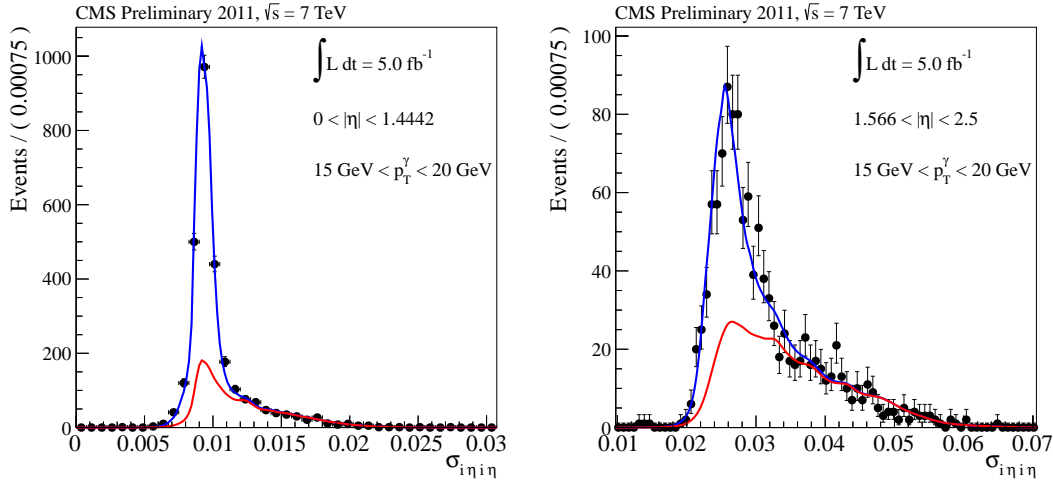 CMS Preliminary 2011, √s = 7 TeV
Events / ( 0.00075 )
1000
800
600
400
200
0
∫ L dt = 5.0 fb⁻¹
0 < |η| < 1.4442
15 GeV < p_T^γ < 20 GeV
0 0.005 0.01 0.015 0.02 0.025 0.03
σ_{iηiη}
CMS Preliminary 2011, √s = 7 TeV
Events / ( 0.00075 )
100
80
60
40
20
0
∫ L dt = 5.0 fb⁻¹
1.566 < |η| < 2.5
15 GeV < p_T^γ < 20 GeV
0.01 0.02 0.03 0.04 0.05 0.06 0.07
σ_{iηiη}